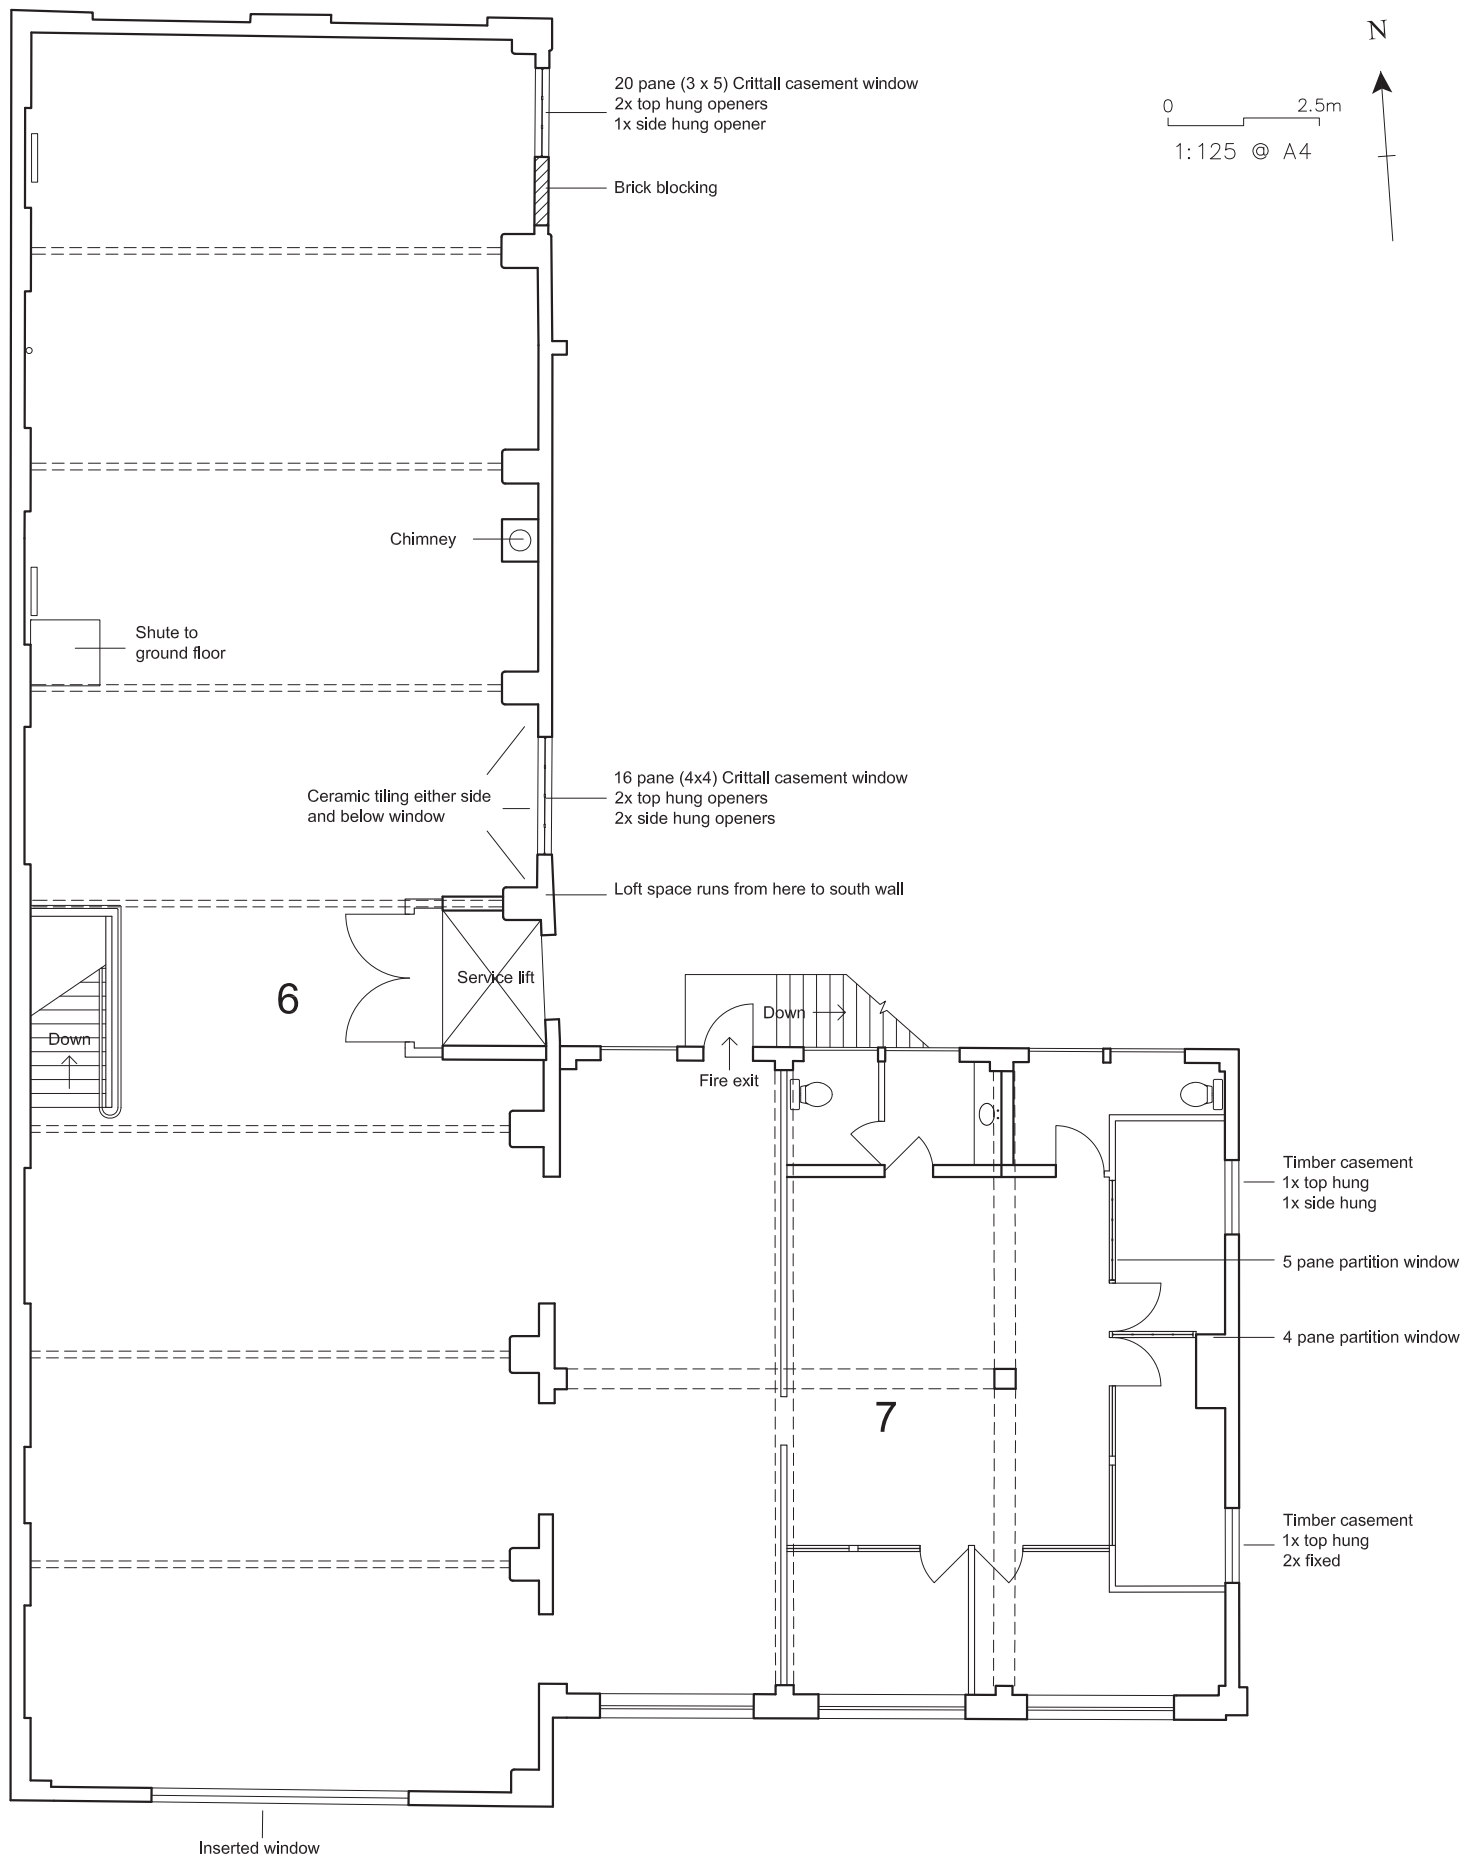 N
20 pane (3 x 5) Crittall casement window
2x top hung openers
1x side hung opener
0 2.5m
1:125 @ A4
Brick blocking
Chimney
Shute to
ground floor
16 pane (4x4) Crittall casement window
2x top hung openers
2x side hung openers
Ceramic tiling either side
and below window
Loft space runs from here to south wall
Service lift
6
Down
Down
Fire exit
Timber casement
1x top hung
1x side hung
5 pane partition window
4 pane partition window
7
Timber casement
1x top hung
2x fixed
Inserted window